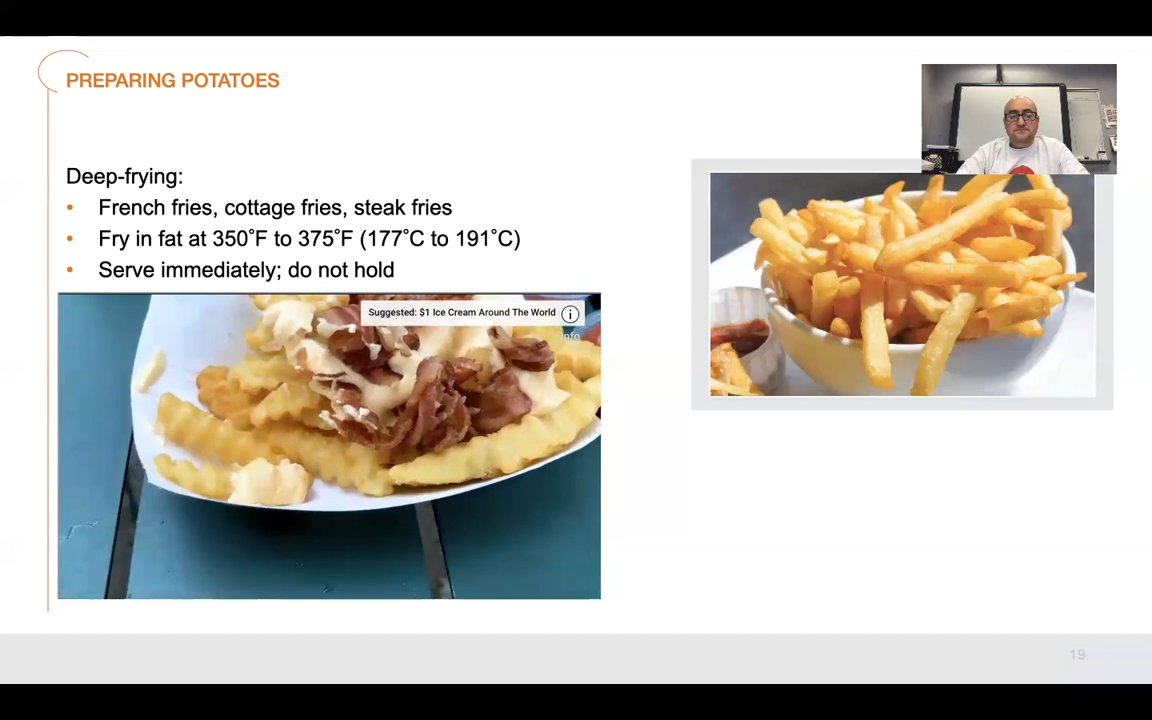 PREPARING POTATOES
Deep-frying:
• French fries, cottage fries, steak fries
• Fry in fat at 350˚F to 375˚F (177˚C to 191˚C)
• Serve immediately; do not hold
Suggested: $1 Ice Cream Around The World
info
19